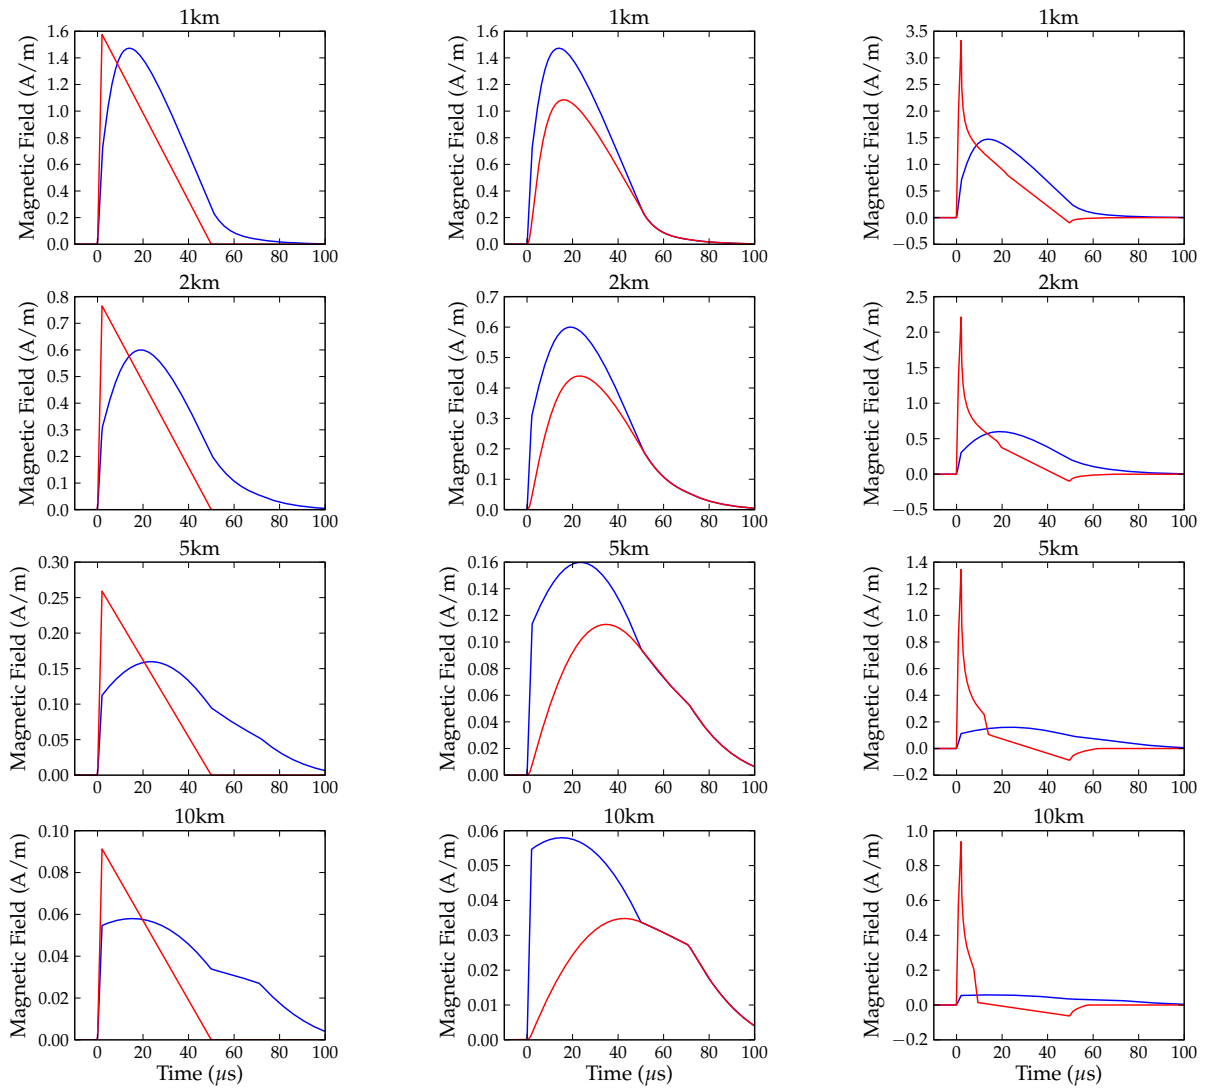 1km 1km 1km
Magnetic Field (A/m) Magnetic Field (A/m) Magnetic Field (A/m)
1.6 1.6 3.5
1.4 1.4 3.0
1.2 1.2 2.5
1.0 1.0 2.0
0.8 0.8 1.5
0.6 0.6 1.0
0.4 0.4 0.5
0.2 0.2 0.0
0.0 0.0 −0.5
0 20 40 60 80 100 0 20 40 60 80 100 0 20 40 60 80 100
2km 2km 2km
Magnetic Field (A/m) Magnetic Field (A/m) Magnetic Field (A/m)
0.8 0.7 2.5
0.7 0.6 2.0
0.6 0.5 1.5
0.5 0.4 1.0
0.4 0.3 0.5
0.3 0.2 0.0
0.2 0.1 −0.5
0.1 0.0
0.0
0 20 40 60 80 100 0 20 40 60 80 100 0 20 40 60 80 100
5km 5km 5km
Magnetic Field (A/m) Magnetic Field (A/m) Magnetic Field (A/m)
0.30 0.16 1.4
0.25 0.14 1.2
0.20 0.12 1.0
0.15 0.10 0.8
0.10 0.08 0.6
0.05 0.06 0.4
0.00 0.04 0.2
0.02 0.0
0.00 −0.2
0 20 40 60 80 100 0 20 40 60 80 100 0 20 40 60 80 100
10km 10km 10km
Magnetic Field (A/m) Magnetic Field (A/m) Magnetic Field (A/m)
0.10 0.06 1.0
0.08 0.05 0.8
0.06 0.04 0.6
0.04 0.03 0.4
0.02 0.02 0.2
0.00 0.01 0.0
0.00 −0.2
0 20 40 60 80 100 0 20 40 60 80 100 0 20 40 60 80 100
Time (μs) Time (μs) Time (μs)